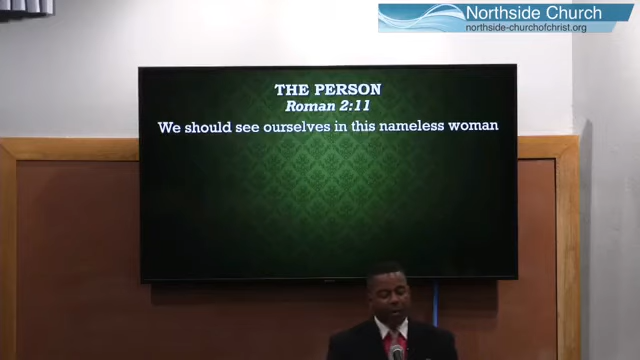 Northside Church
northside-churchofchrist.org
THE PERSON
Roman 2:11
We should see ourselves in this nameless woman